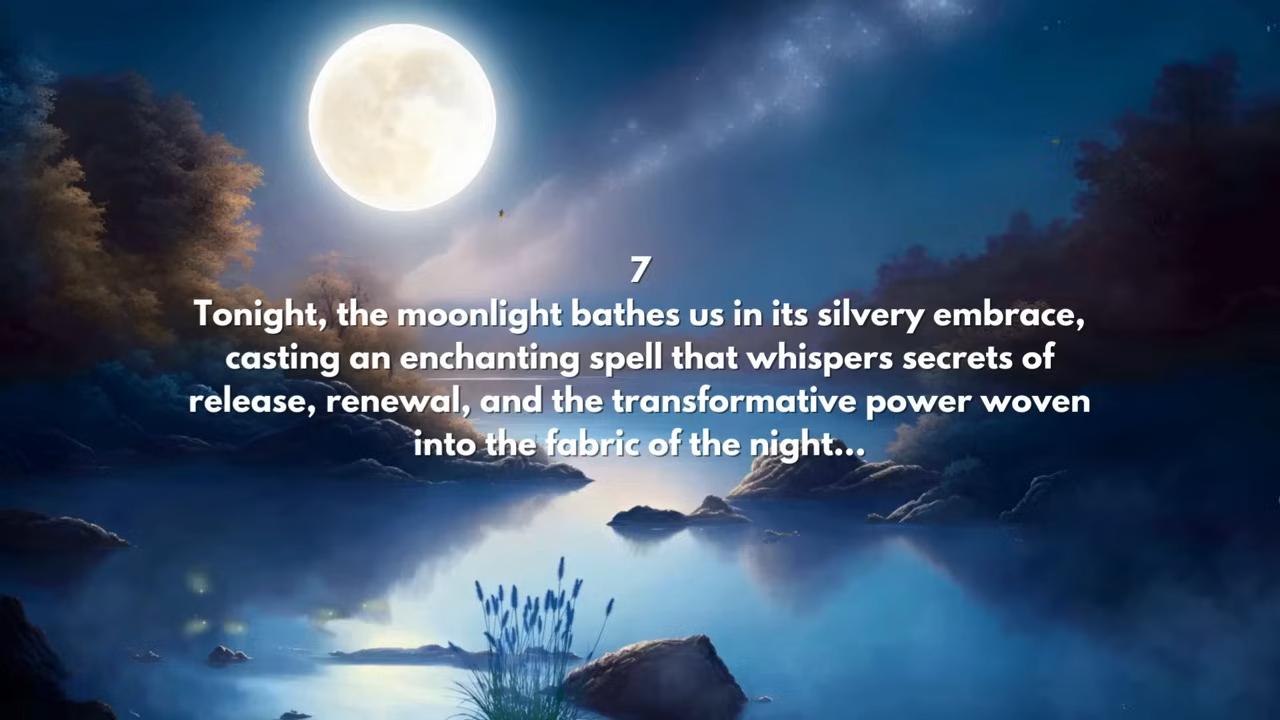 7
Tonight, the moonlight bathes us in its silvery embrace,
casting an enchanting spell that whispers secrets of
release, renewal, and the transformative power woven
into the fabric of the night...